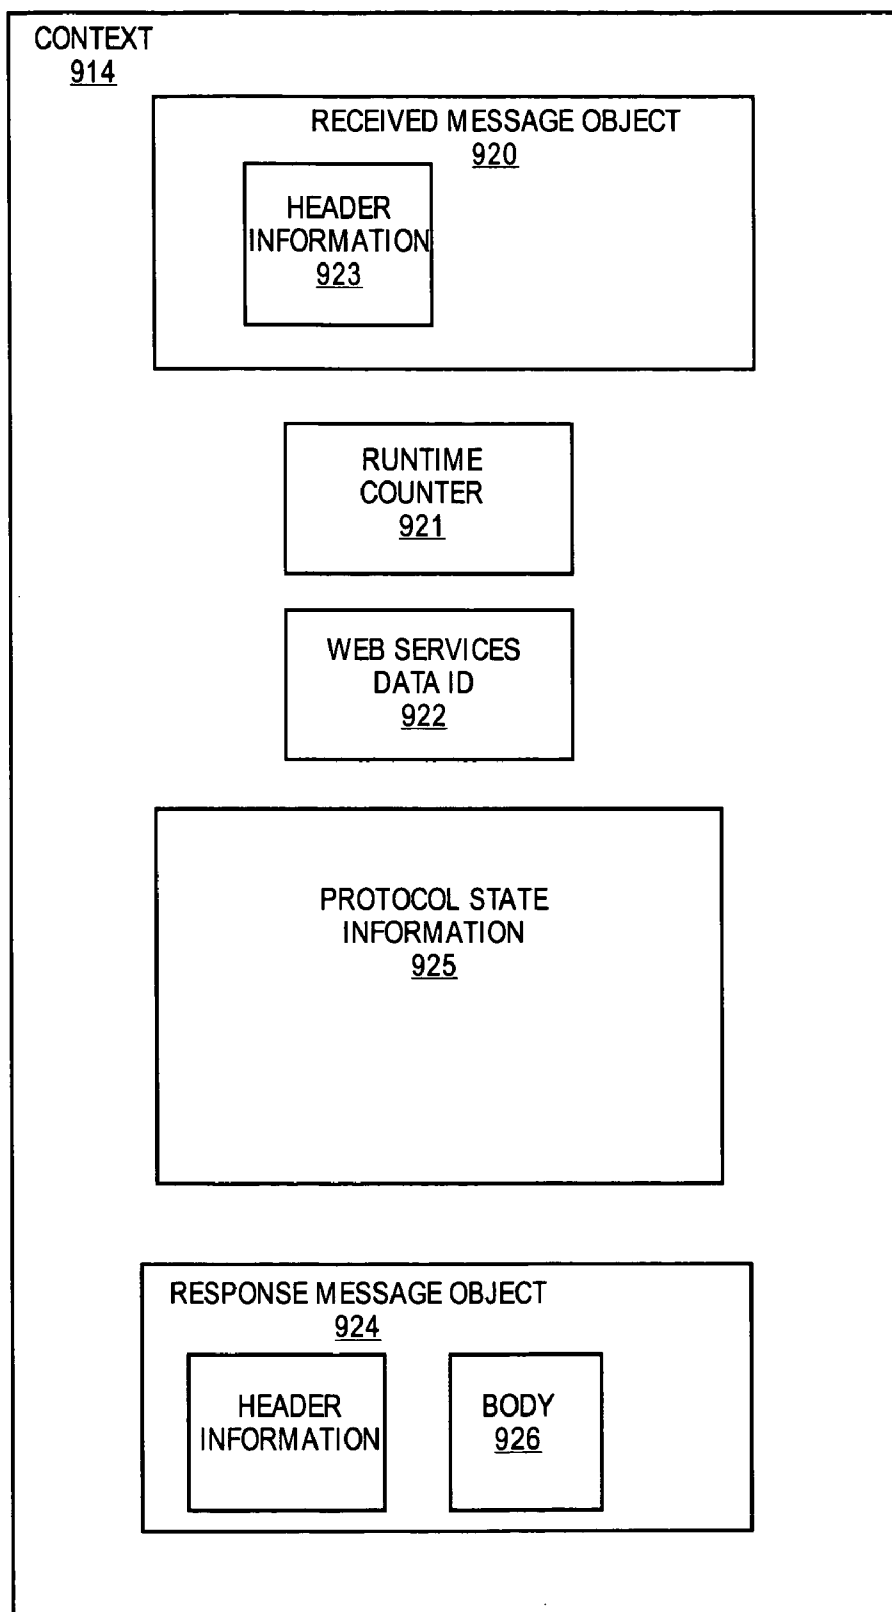 CONTEXT
914
RECEIVED MESSAGE OBJECT
920
HEADER
INFORMATION
923
RUNTIME
COUNTER
921
WEB SERVICES
DATA ID
922
PROTOCOL STATE
INFORMATION
925
RESPONSE MESSAGE OBJECT
924
HEADER
INFORMATION
BODY
926